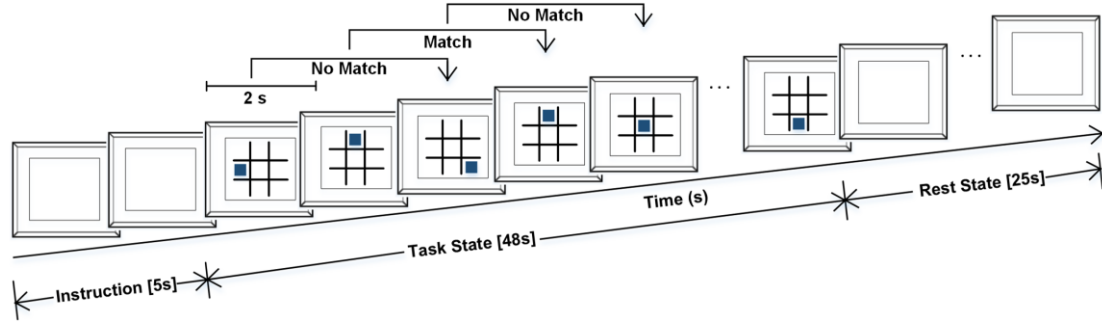 No Match
Match
No Match
2 s
...
...
Time (s)
Rest State [25s]
Task State [48s]
Instruction [5s]